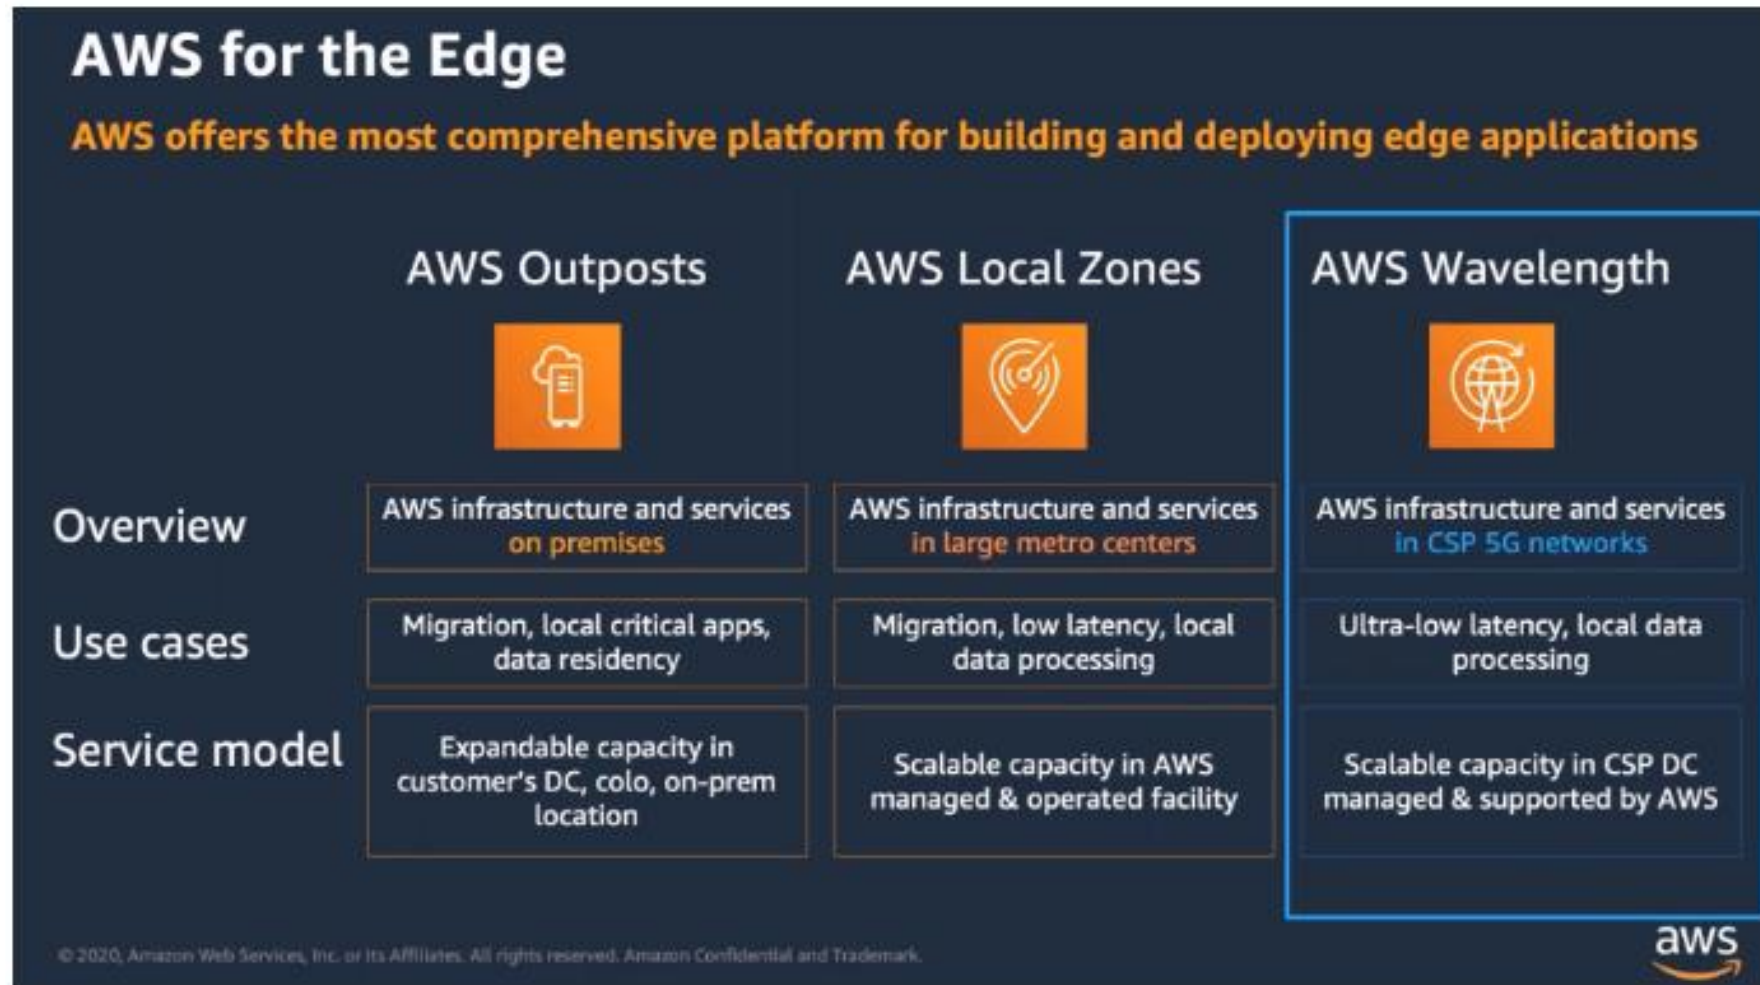 AWS for the Edge
AWS offers the most comprehensive platform for building and deploying edge applications
AWS Outposts
AWS Local Zones
AWS Wavelength
Overview
AWS infrastructure and services
on premises
AWS infrastructure and services
in large metro centers
AWS infrastructure and services
in CSP 5G networks
Use cases
Migration, local critical apps,
data residency
Migration, low latency, local
data processing
Ultra-low latency, local data
processing
Service model
Expandable capacity in
customer's DC, colo, on-prem
location
Scalable capacity in AWS
managed & operated facility
Scalable capacity in CSP DC
managed & supported by AWS
© 2020, Amazon Web Services, Inc. or its Affiliates. All rights reserved. Amazon Confidential and Trademark.
aws